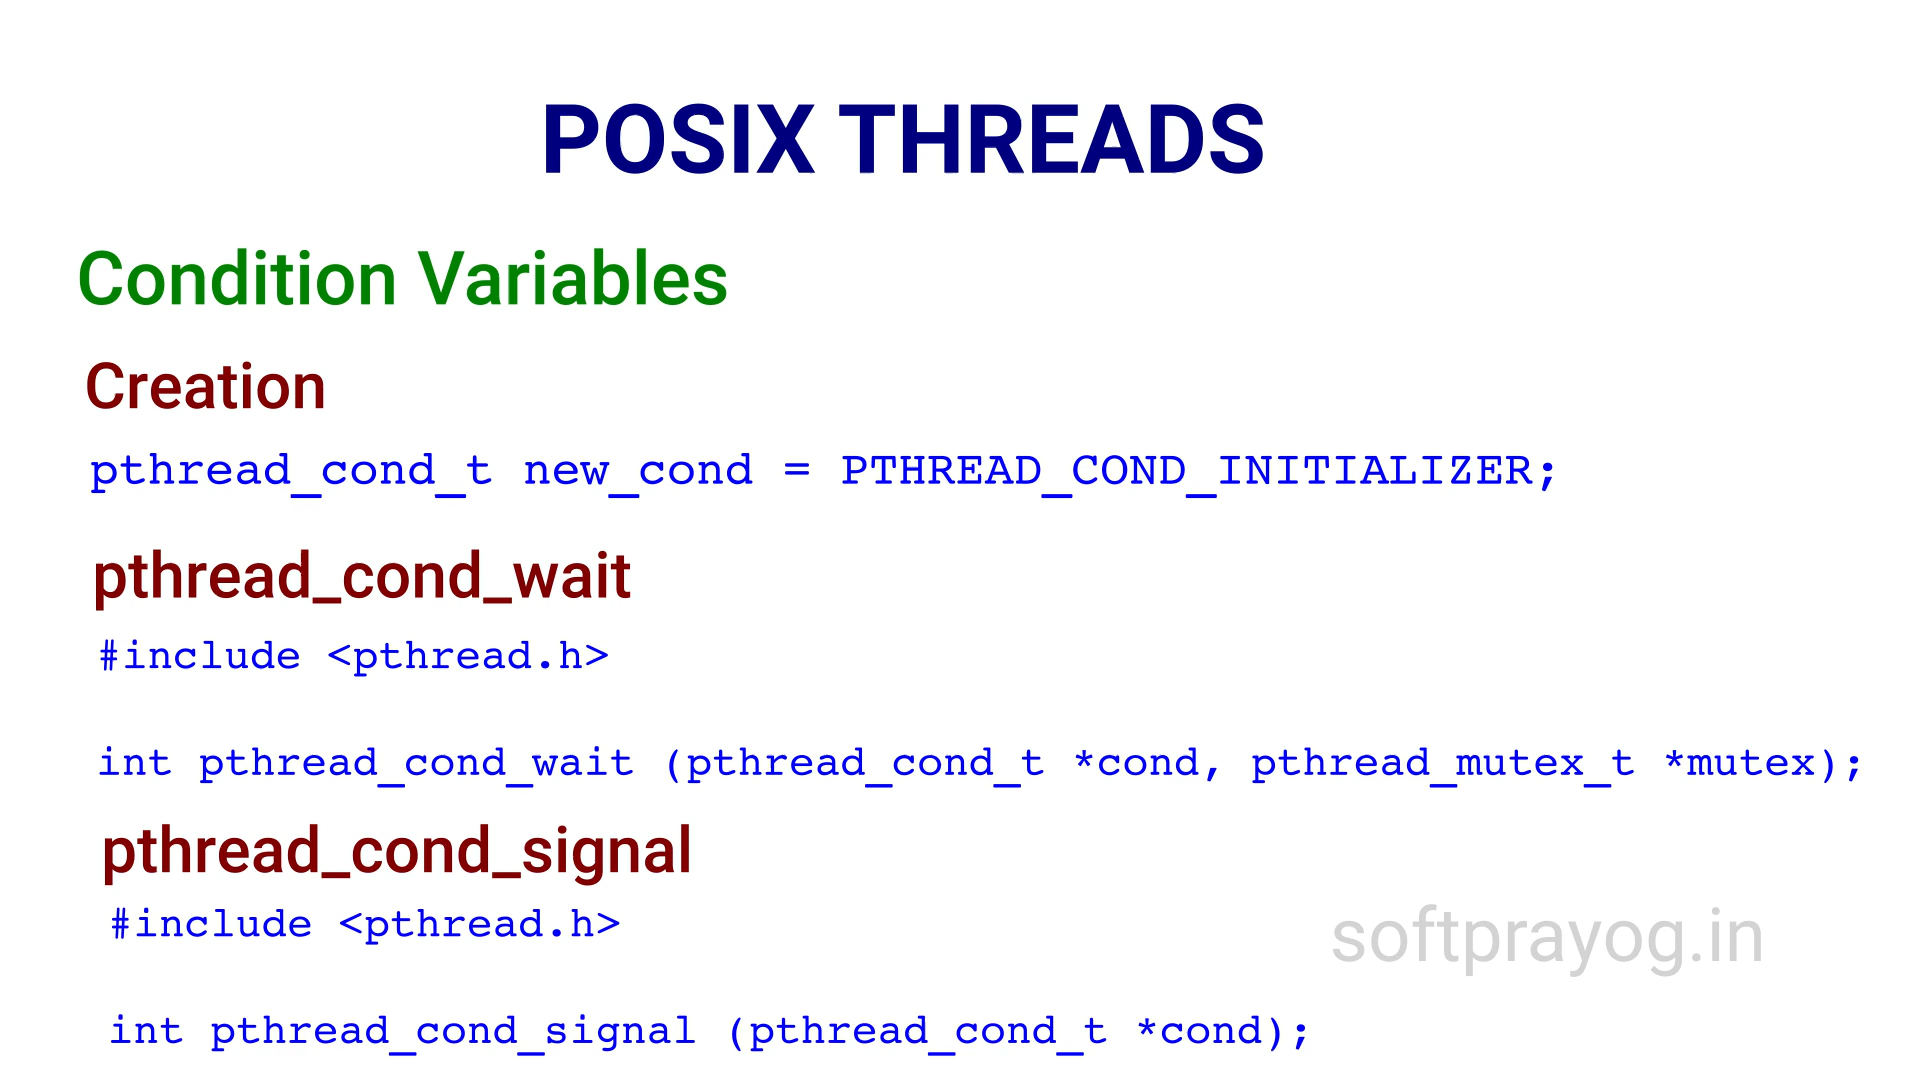 POSIX THREADS
Condition Variables
Creation
pthread_cond_t new_cond = PTHREAD_COND_INITIALIZER;
pthread_cond_wait
#include <pthread.h>
int pthread_cond_wait (pthread_cond_t *cond, pthread_mutex_t *mutex);
pthread_cond_signal
#include <pthread.h>
softprayog.in
int pthread_cond_signal (pthread_cond_t *cond);